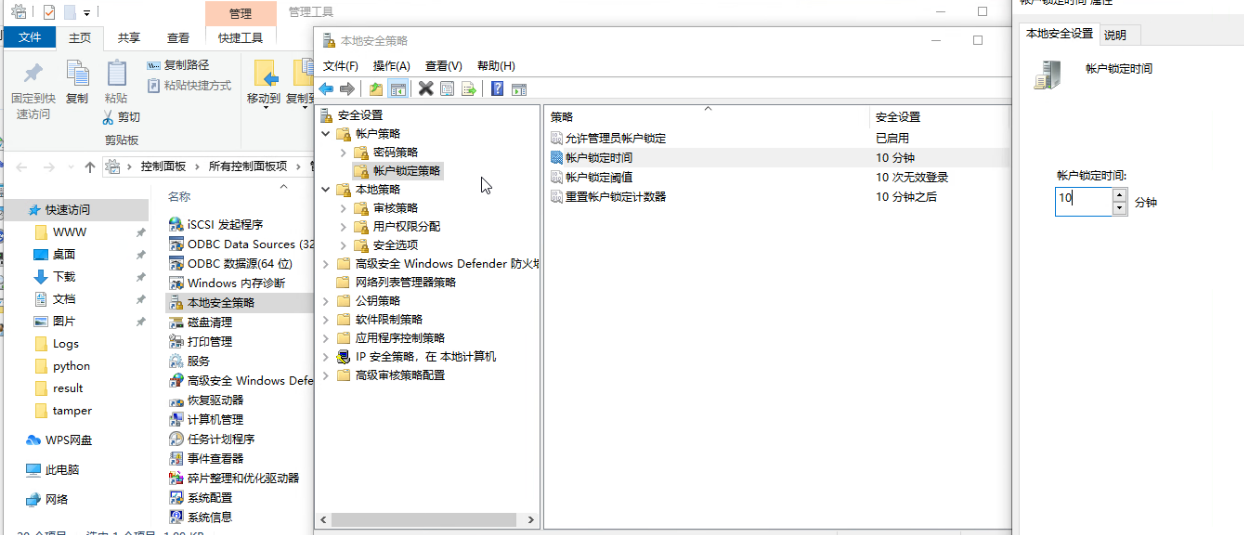 管理
管理工具
文件
主页
共享
查看
快捷工具
固定到快
速访问
复制
粘贴
复制路径
粘贴快捷方式
剪切
移动到
剪贴板
控制面板
所有控制面板项
快速访问
WWW
桌面
下载
文档
图片
Logs
python
result
tamper
WPS网盘
此电脑
网络
名称
iSCSI 发起程序
ODBC Data Sources (32
ODBC 数据源(64 位)
Windows 内存诊断
本地安全策略
磁盘清理
打印管理
服务
高级安全 Windows Defe
恢复驱动器
计算机管理
任务计划程序
事件查看器
碎片整理和优化驱动器
系统配置
系统信息
本地安全策略
文件(F) 操作(A) 查看(V) 帮助(H)
安全设置
帐户策略
密码策略
帐户锁定策略
本地策略
审核策略
用户权限分配
安全选项
高级安全 Windows Defender 防火
网络列表管理器策略
公钥策略
软件限制策略
应用程序控制策略
IP 安全策略，在 本地计算机
高级审核策略配置
策略 安全设置
允许管理员帐户锁定 已启用
帐户锁定时间 10 分钟
帐户锁定阈值 10 次无效登录
重置帐户锁定计数器 10 分钟之后
本地安全设置 说明
帐户锁定时间
帐户锁定时间:
10 分钟